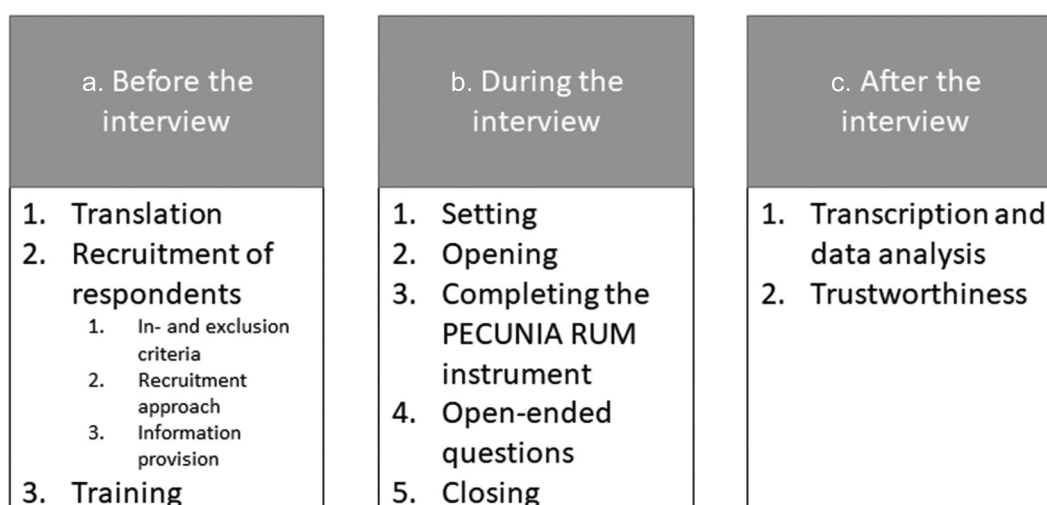 a. Before the
interview
1. Translation
2. Recruitment of
respondents
1. In- and exclusion
criteria
2. Recruitment
approach
3. Information
provision
3. Training
b. During the
interview
1. Setting
2. Opening
3. Completing the
PECUNIA RUM
instrument
4. Open-ended
questions
5. Closing
c. After the
interview
1. Transcription and
data analysis
2. Trustworthiness